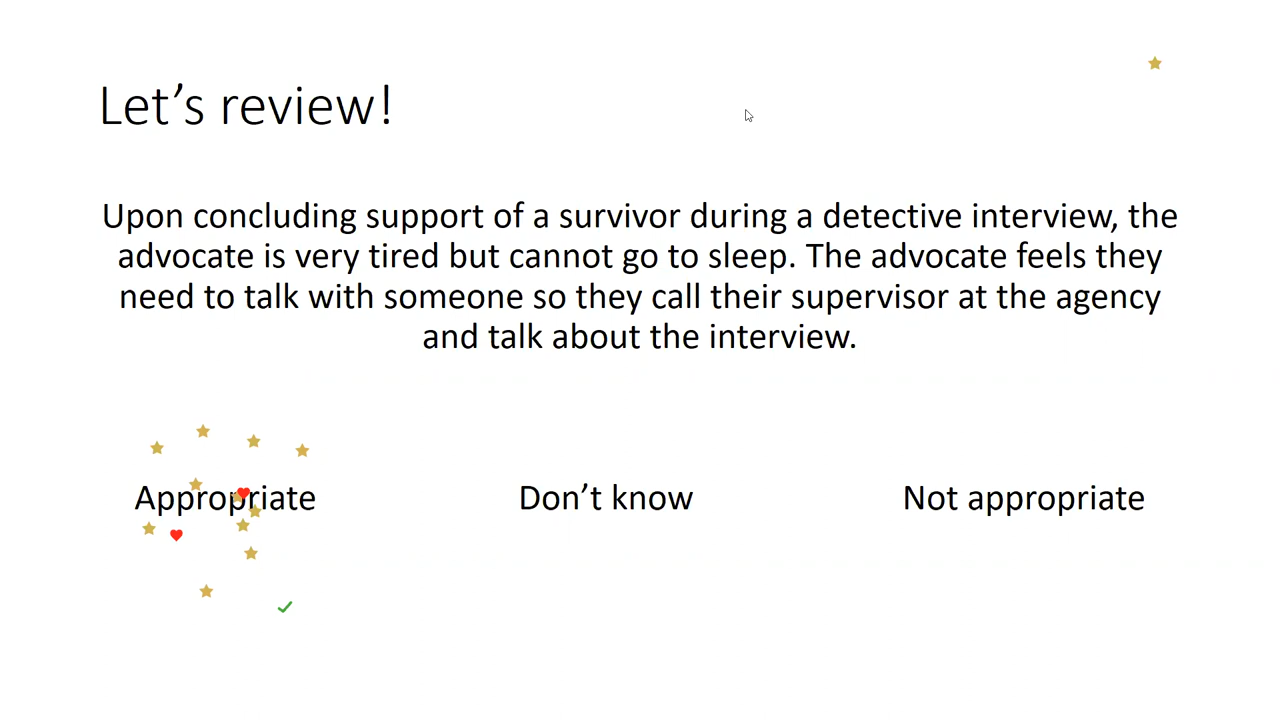 Let’s review!
Upon concluding support of a survivor during a detective interview, the
advocate is very tired but cannot go to sleep. The advocate feels they
need to talk with someone so they call their supervisor at the agency
and talk about the interview.
Appropriate
Don’t know
Not appropriate